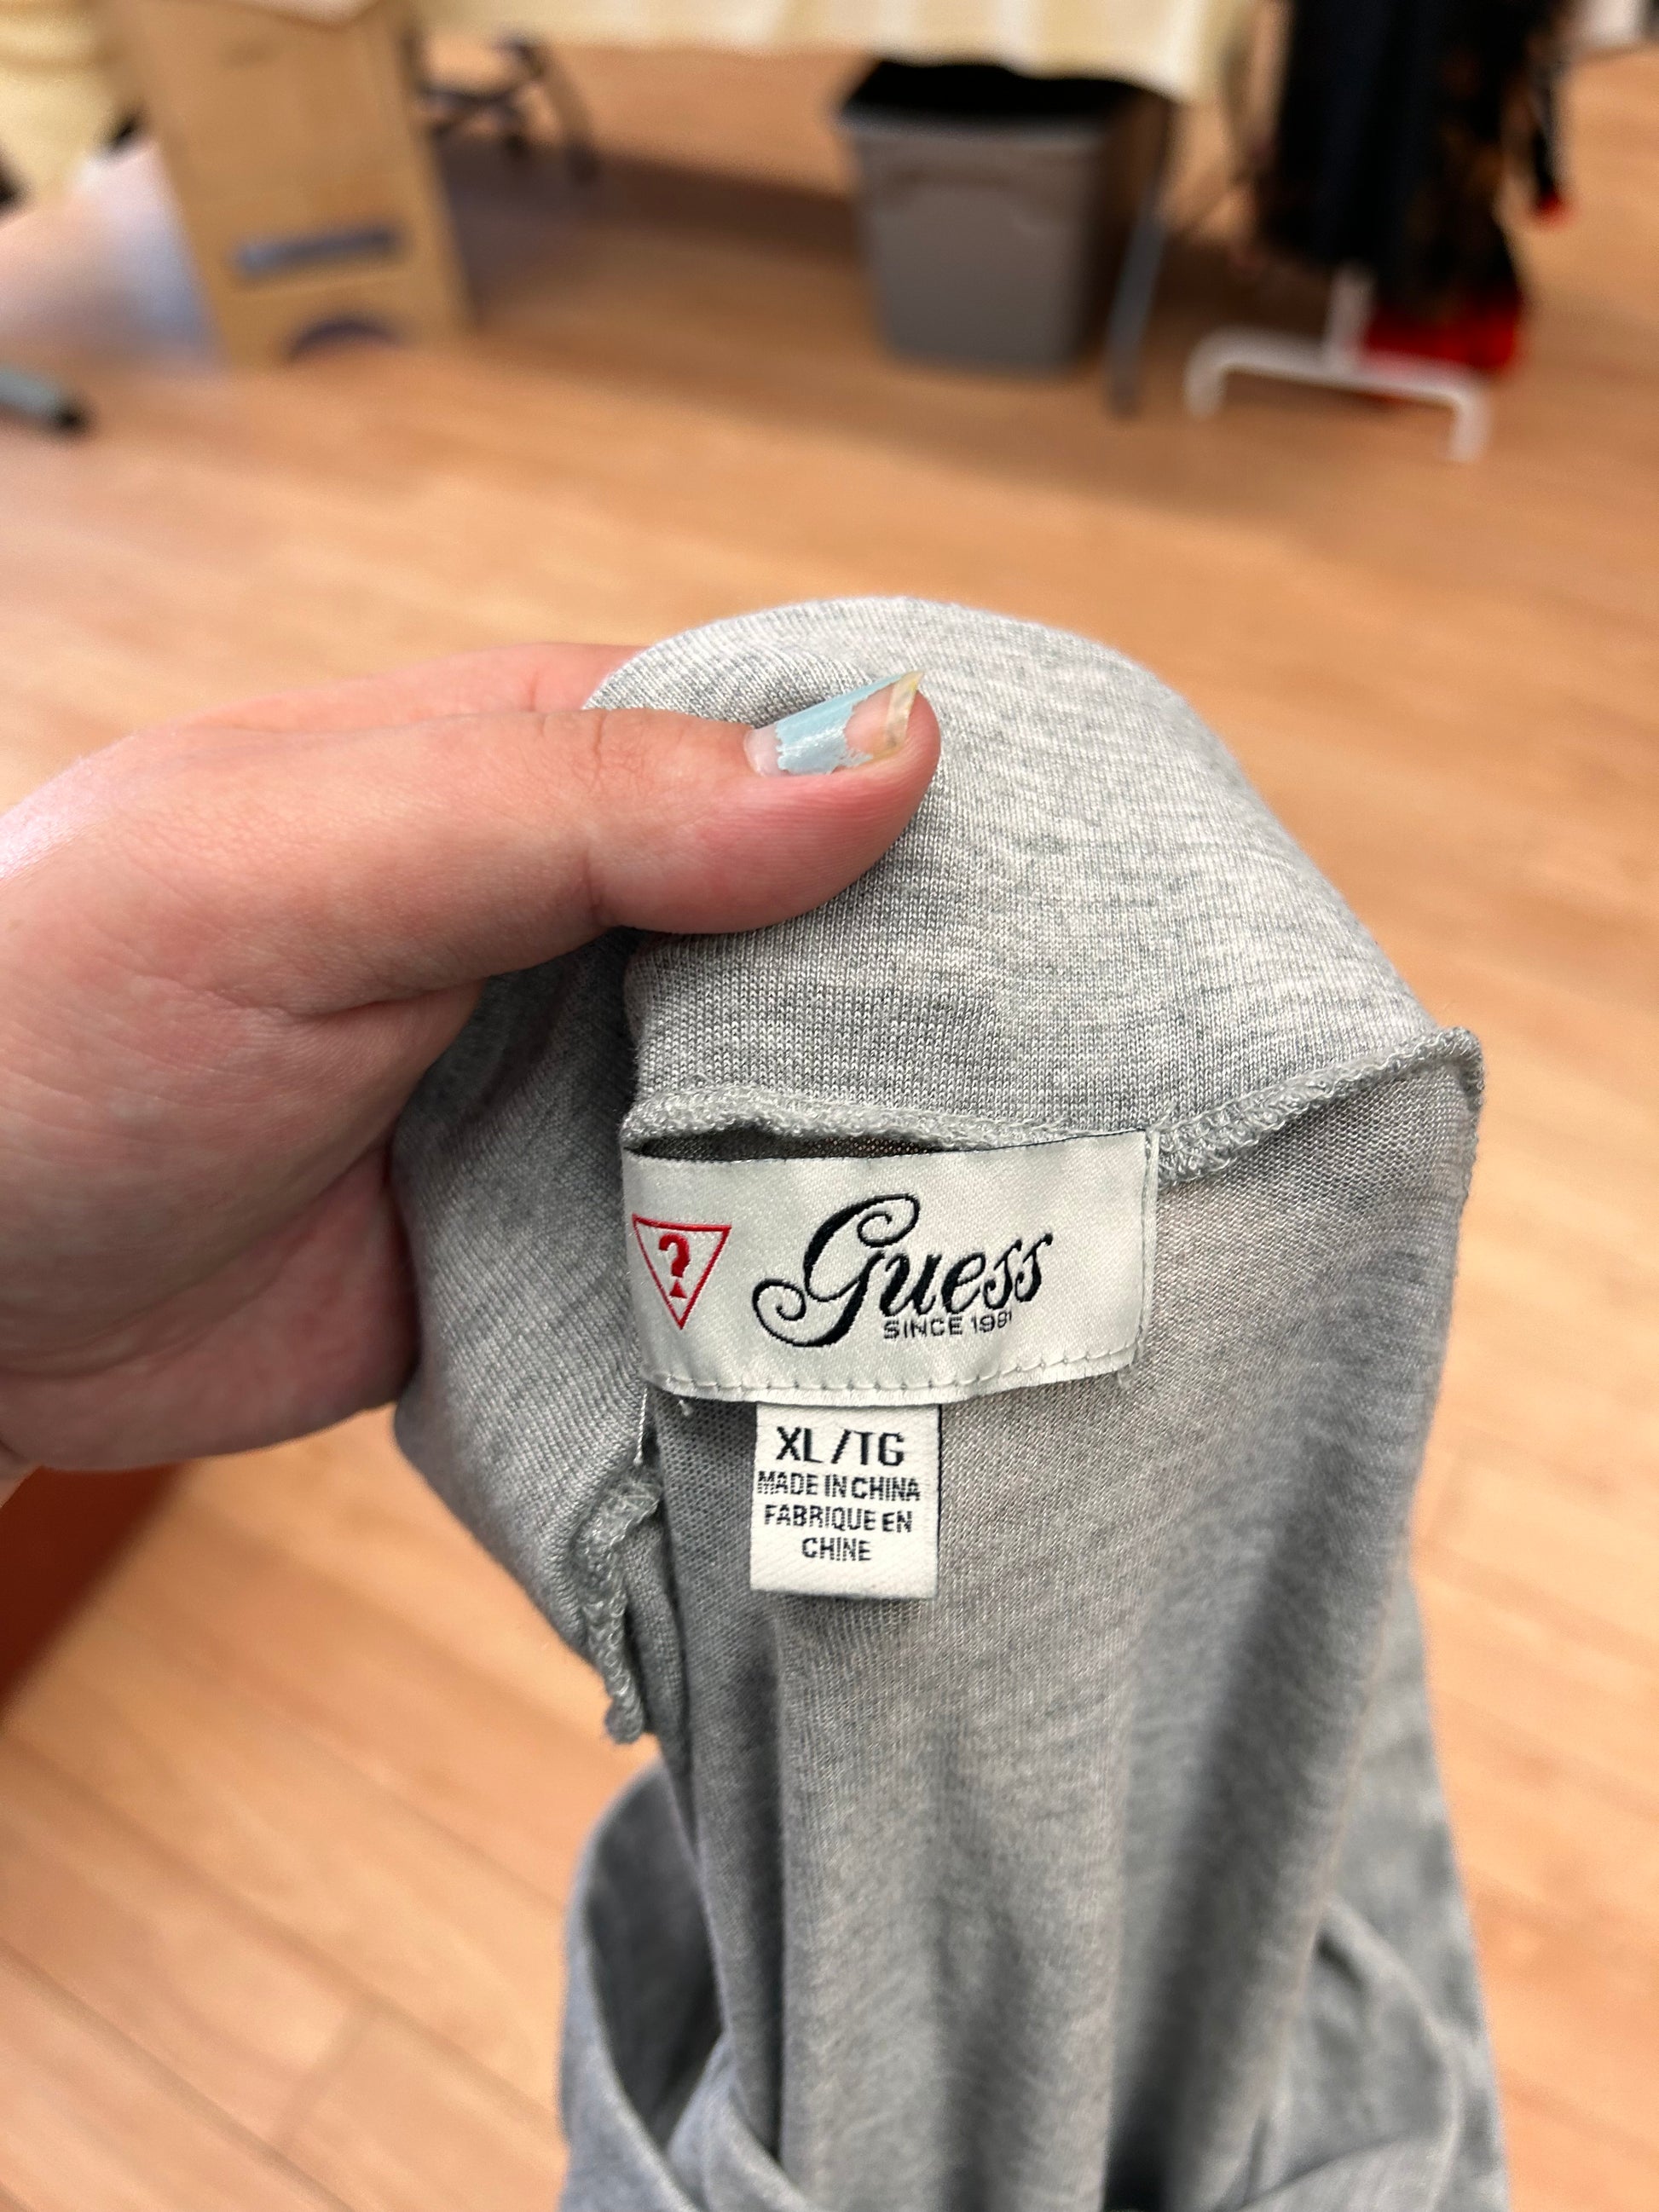 ?
Guess
SINCE 1981
XL/TG
MADE IN CHINA
FABRIQUE EN
CHINE